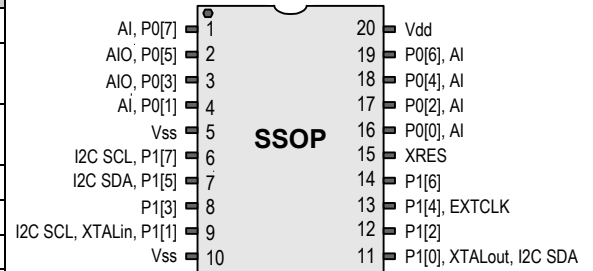 AI, P0[7] 1 20 Vdd
AIO, P0[5] 2 19 P0[6], AI
AIO, P0[3] 3 18 P0[4], AI
AI, P0[1] 4 17 P0[2], AI
Vss 5 SSOP 16 P0[0], AI
I2C SCL, P1[7] 6 15 XRES
I2C SDA, P1[5] 7 14 P1[6]
P1[3] 8 13 P1[4], EXTCLK
I2C SCL, XTALin, P1[1] 9 12 P1[2]
Vss 10 11 P1[0], XTALout, I2C SDA